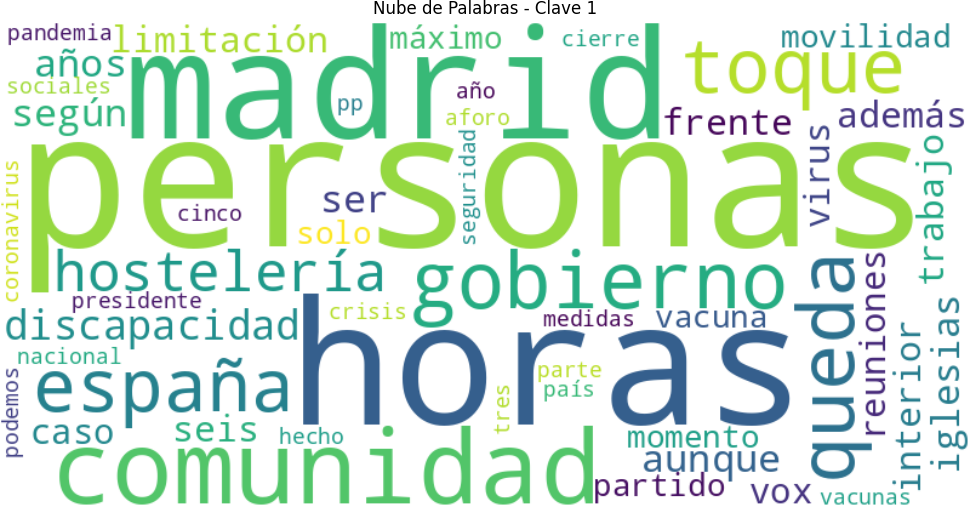 Nube de Palabras - Clave 1
pandemia
limitación
madrid
máximo
cierre
movilidad
años
toque
sociales
pp
año
según
aforo
frente
además
personas
coronavirus
cinco
ser
solo
seguridad
virus
trabajo
hostelería
gobierno
queda
reuniones
presidente
horas
crisis
medidas
vacuna
discapacidad
nacional
españa
parte
país
interior
iglesias
podemos
caso
seis
hecho
tres
momento
aunque
comunidad
partido
vox
vacunas